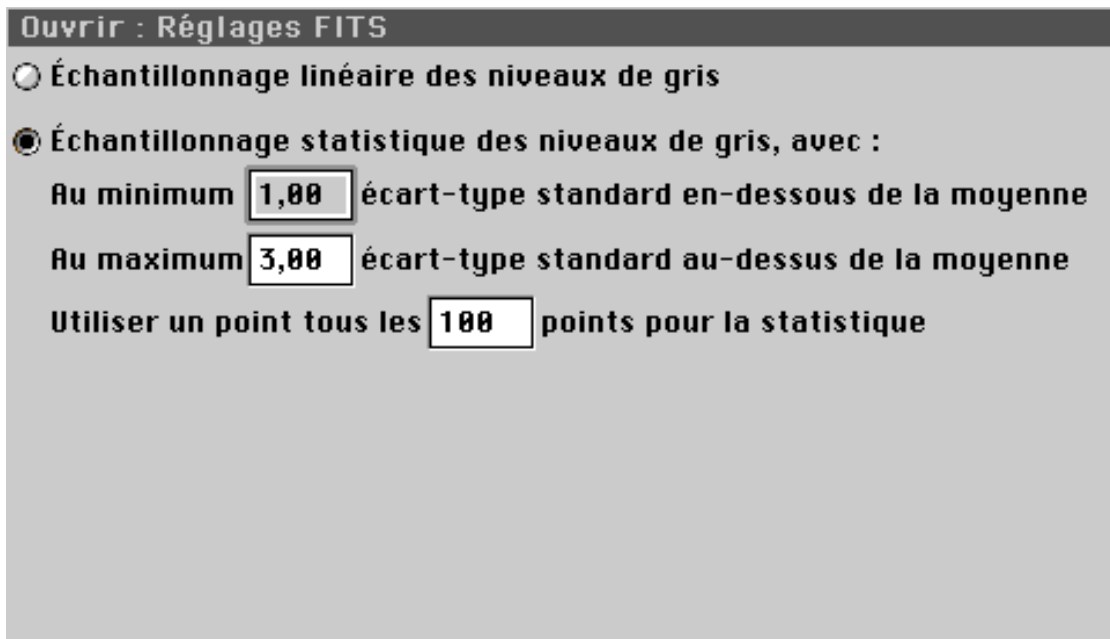 Ouvrir : Réglages FITS
Échantillonnage linéaire des niveaux de gris
Échantillonnage statistique des niveaux de gris, avec :
Au minimum 1,00 écart-type standard en-dessous de la moyenne
Au maximum 3,00 écart-type standard au-dessus de la moyenne
Utiliser un point tous les 100 points pour la statistique